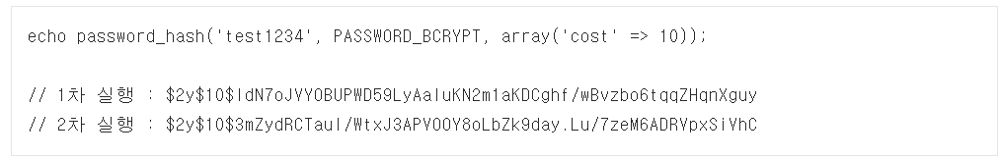 echo password_hash('test1234', PASSWORD_BCRYPT, array('cost' => 10));
// 1차 실행 : $2y$10$ldN7oJVYOBUPWD59LyAaluKN2m1aKDCghf/wBvzbo6tqqZHqnXguy
// 2차 실행 : $2y$10$3mZydRCTaul/WtxJ3APVOOY8oLbZk9day.Lu/7zeM6ADRVpxSiVhC